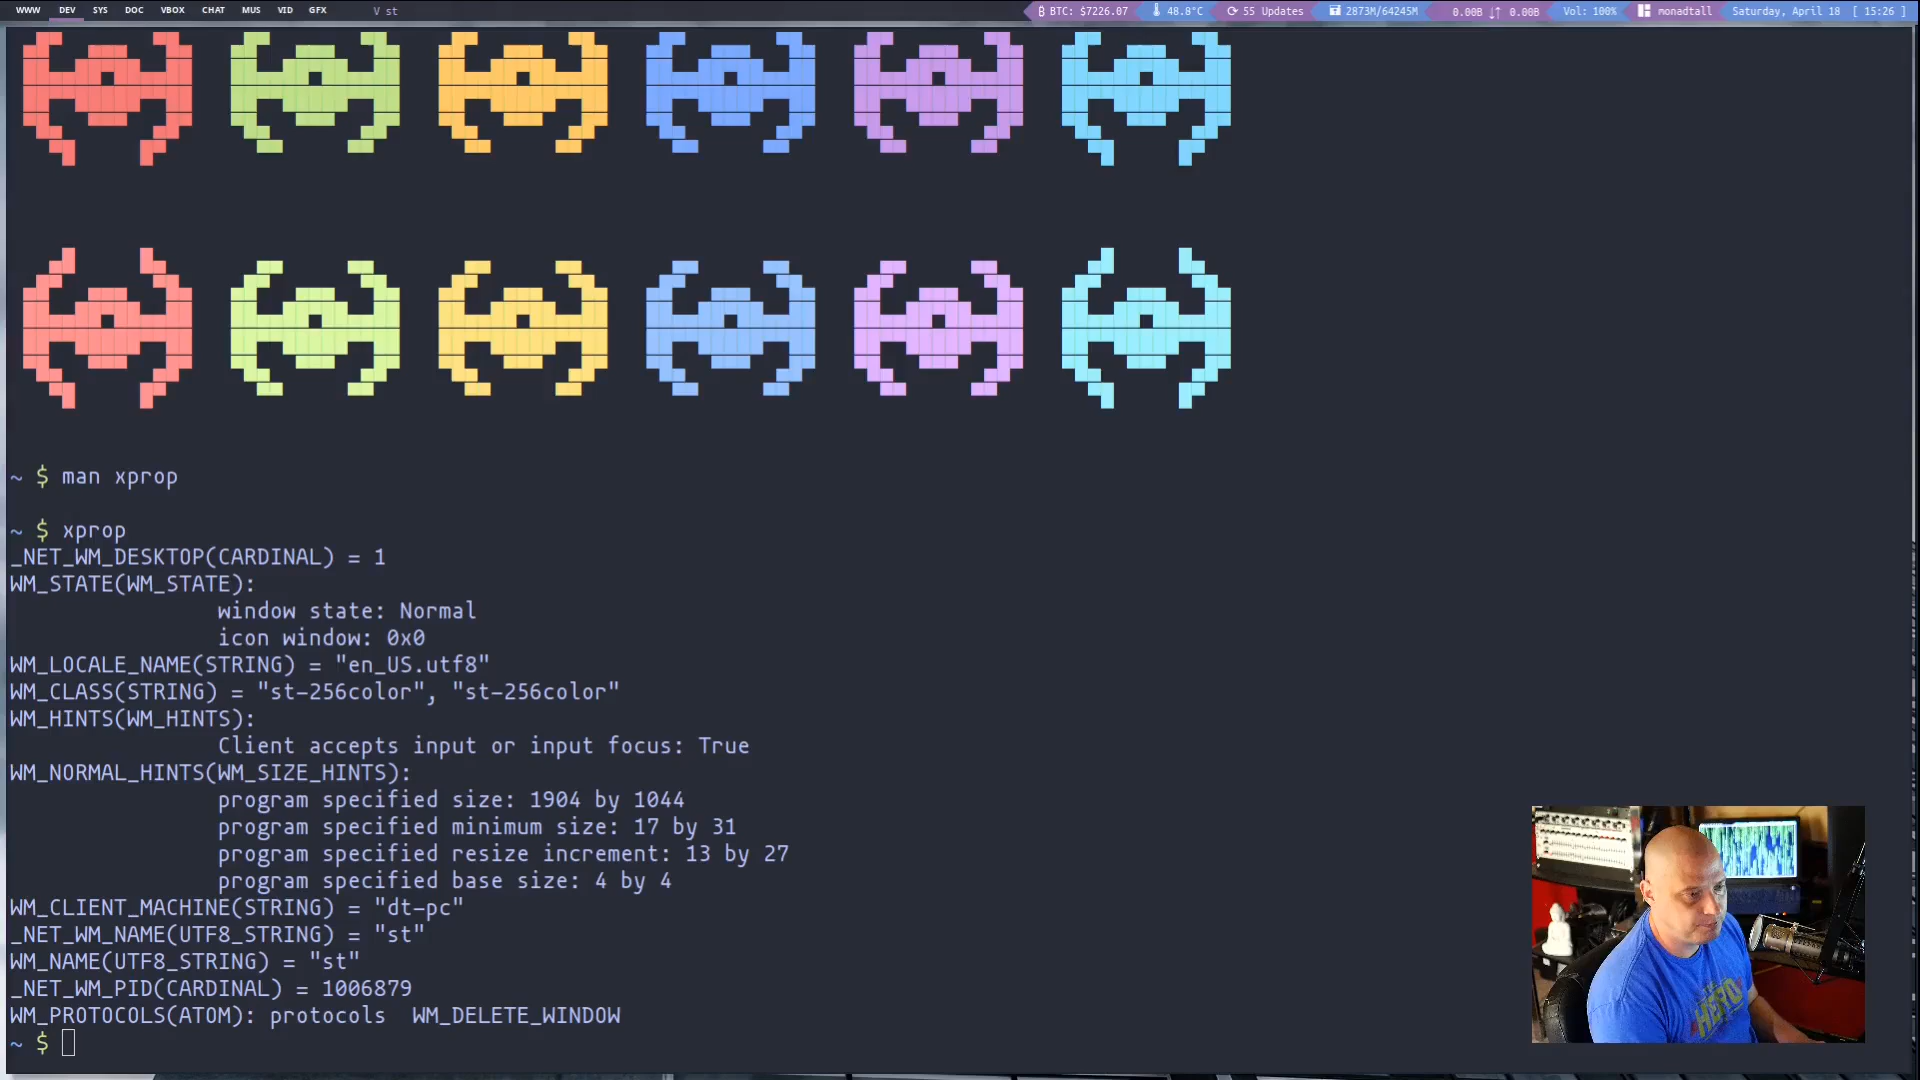 WWW DEV SYS DOC VBOX CHAT MUS VID GFX V st BTC: $7226.07 48.8°C 55 Updates 2873M/64245M 0.00B ↓↑ 0.00B Vol: 100% monadtall Saturday, April 18 [ 15:26 ]
~ $ man xprop
~ $ xprop
_NET_WM_DESKTOP(CARDINAL) = 1
WM_STATE(WM_STATE):
window state: Normal
icon window: 0x0
WM_LOCALE_NAME(STRING) = "en_US.utf8"
WM_CLASS(STRING) = "st-256color", "st-256color"
WM_HINTS(WM_HINTS):
Client accepts input or input focus: True
WM_NORMAL_HINTS(WM_SIZE_HINTS):
program specified size: 1904 by 1044
program specified minimum size: 17 by 31
program specified resize increment: 13 by 27
program specified base size: 4 by 4
WM_CLIENT_MACHINE(STRING) = "dt-pc"
_NET_WM_NAME(UTF8_STRING) = "st"
WM_NAME(UTF8_STRING) = "st"
_NET_WM_PID(CARDINAL) = 1006879
WM_PROTOCOLS(ATOM): protocols  WM_DELETE_WINDOW
~ $